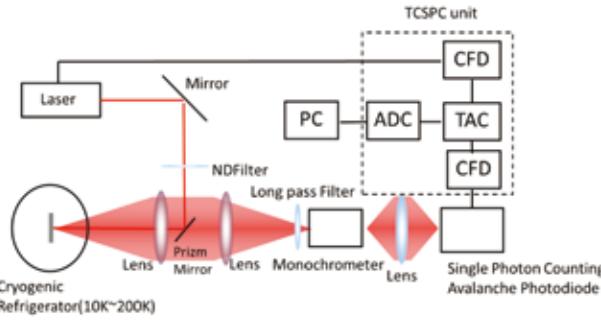 TCSPC unit
CFD
Mirror
Laser
PC
ADC
TAC
CFD
NDFilter
Long pass Filter
Lens
Prizm
Mirror
Lens
Monochrometer
Lens
Single Photon Counting
Avalanche Photodiode
Cryogenic
Refrigerator(10K~200K)